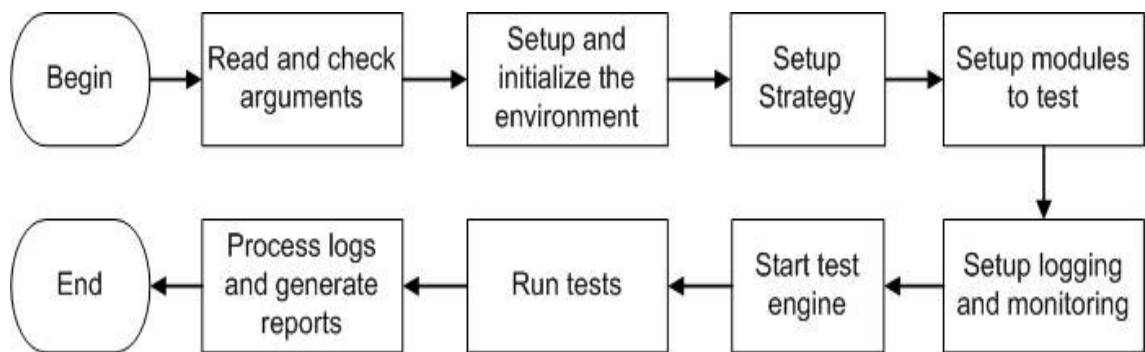 Begin
Read and check
arguments
Setup and
initialize the
environment
Setup
Strategy
Setup modules
to test
Setup logging
and monitoring
Start test
engine
Run tests
Process logs
and generate
reports
End